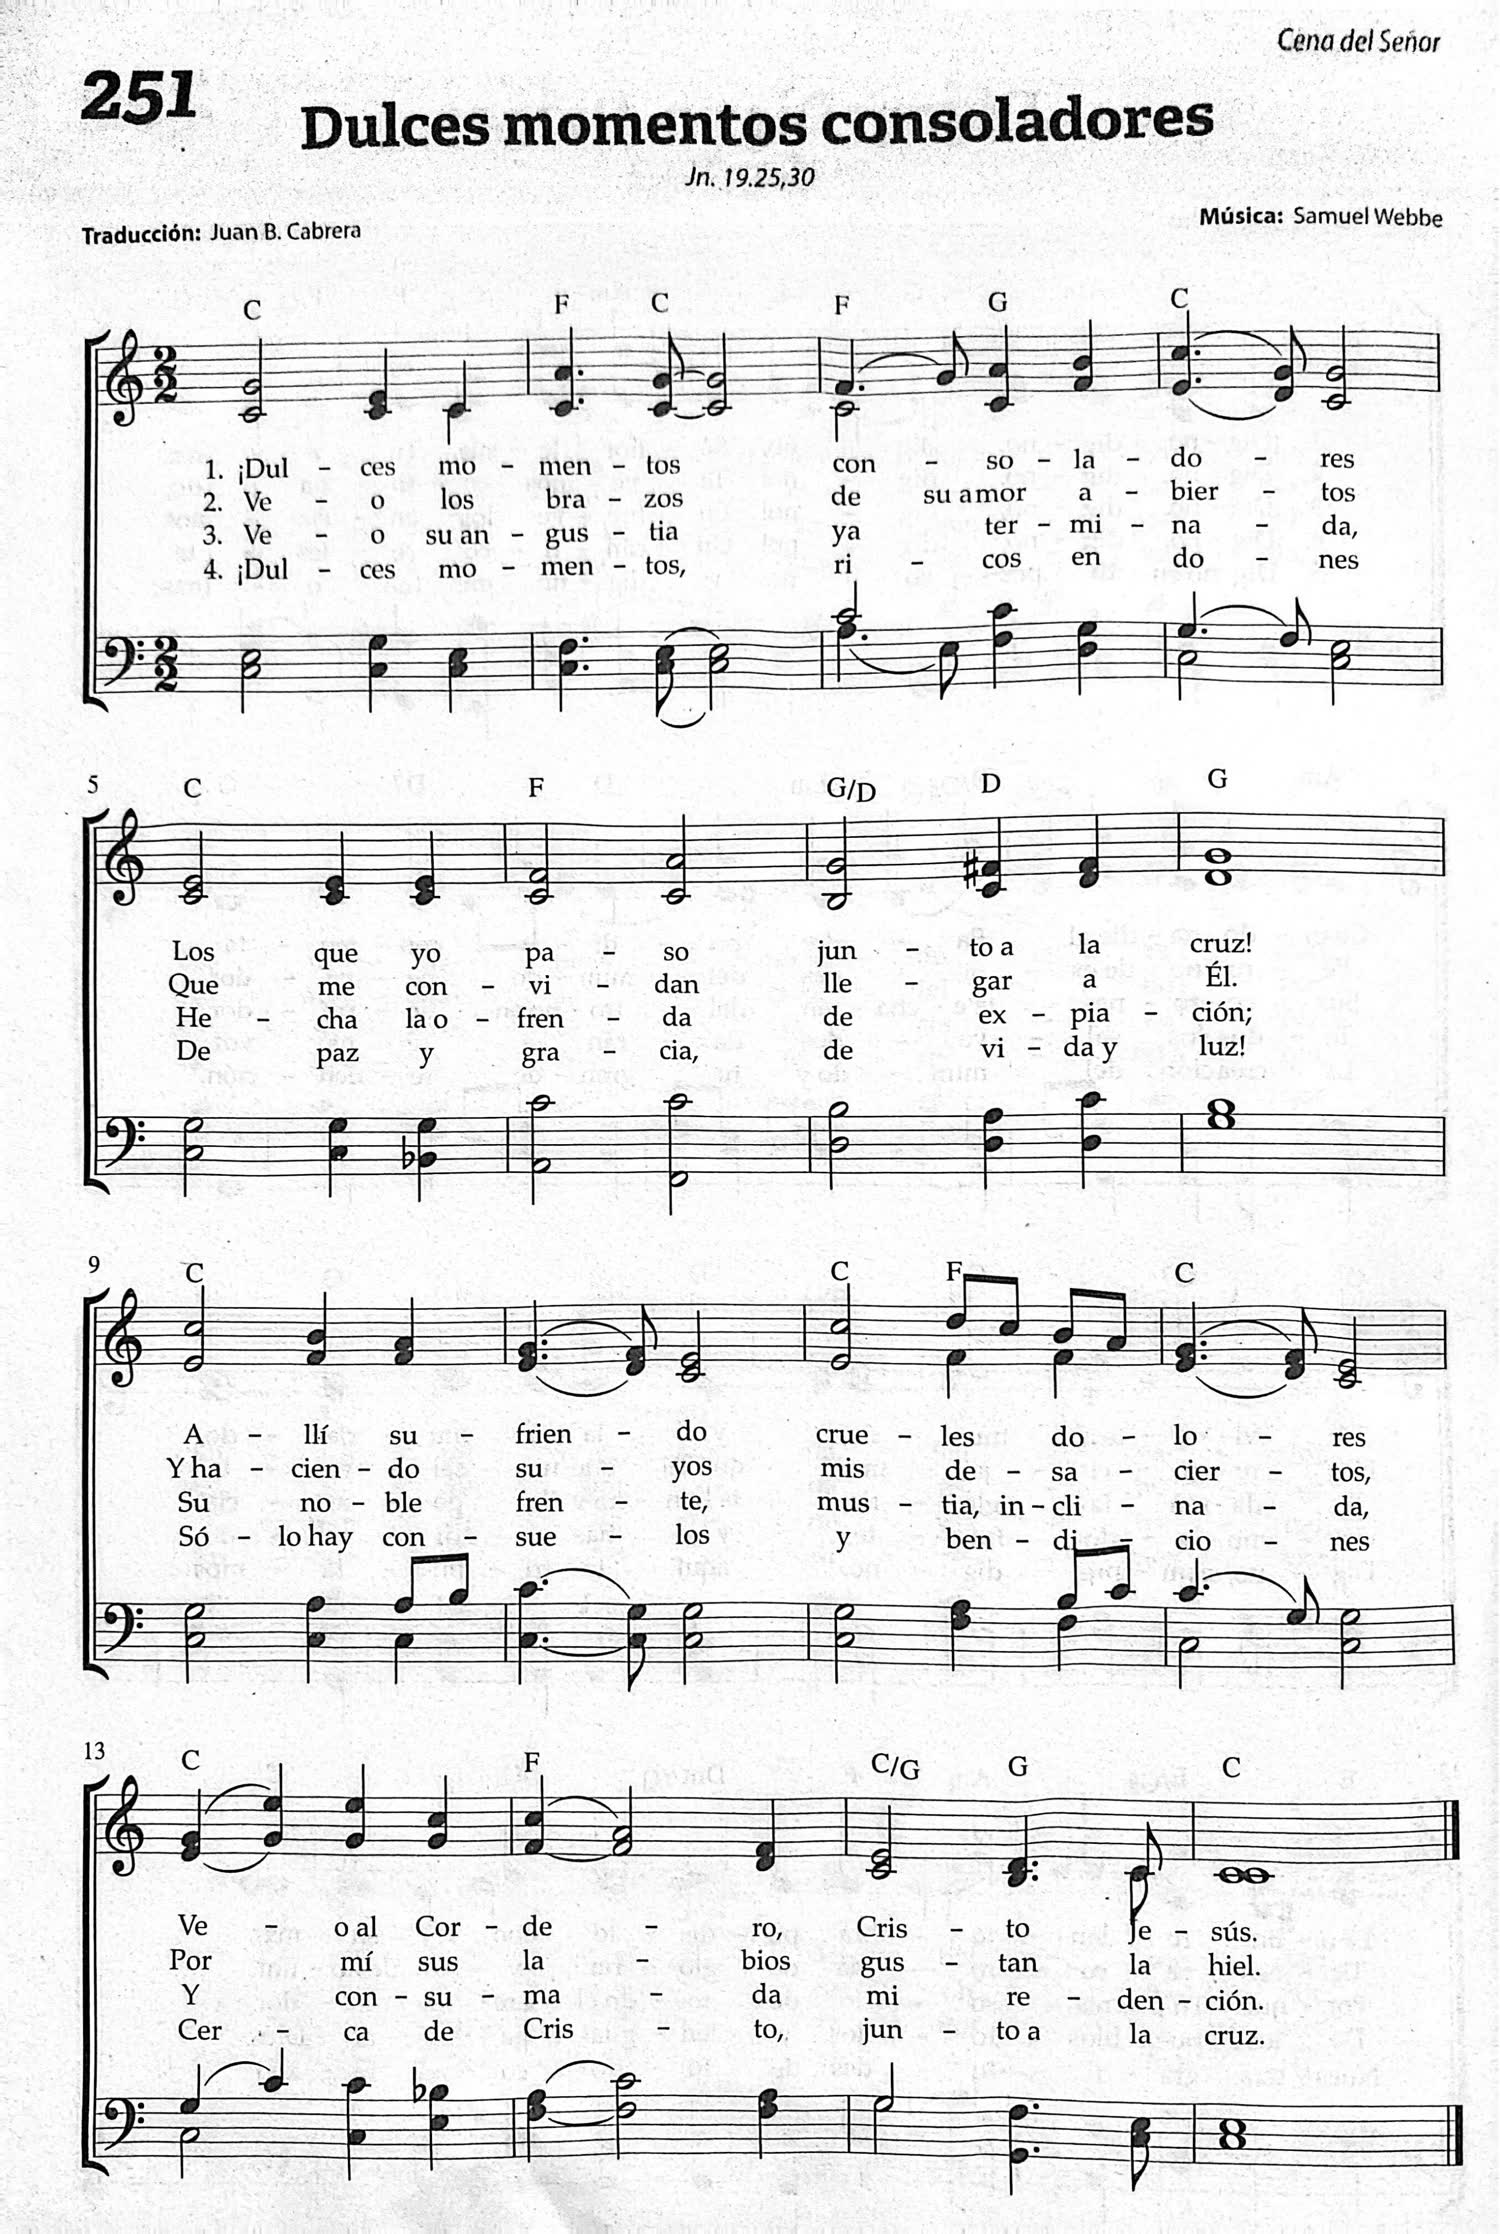 Cena del Señor
251
Dulces momentos consoladores
Jn. 19.25,30
Traducción: Juan B. Cabrera
Música: Samuel Webbe
C F C F G C
1. ¡Dul - ces mo - men - tos con - so - la - do - res
2. Ve - o los bra - zos de su amor a - bier - tos
3. Ve - o su an - gus - tia ya ter - mi - na - da,
4. ¡Dul - ces mo - men - tos, ri - cos en do - nes
5
C F G/D D G
Los que yo pa - so jun - to a la cruz!
Que me con - vi - dan lle - gar a Él.
He - cha la o - fren - da de ex - pia - ción;
De paz y gra - cia, de vi - da y luz!
9
C C F C
A - llí su - frien - do crue - les do - lo - res
Y ha - cien - do su - yos mis de - sa - cier - tos,
Su no - ble fren - te, mus - tia, in - cli - na - da,
Só - lo hay con - sue - los y ben - di - cio - nes
13
C F C/G G C
Ve - o al Cor - de - ro, Cris - to Je - sús.
Por mí sus la - bios gus - tan la hiel.
Y con - su - ma - da mi re - den - ción.
Cer - ca de Cris - to, jun - to a la cruz.